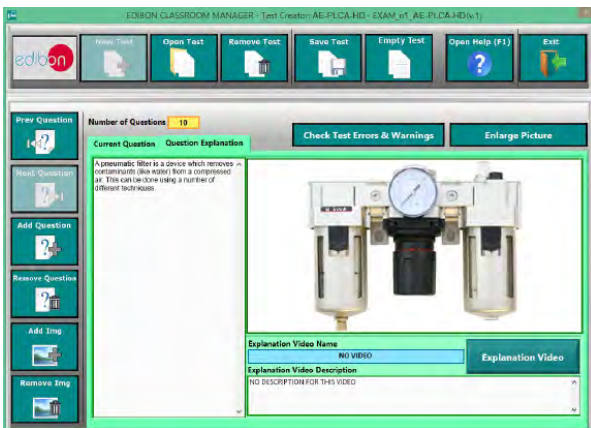 EDIBON CLASSROOM MANAGER - Test Creator: AE-PLCA-HD - EXAM_n1_AE-PLCA-HD(v.1)
edibon
New Test
Open Test
Remove Test
Save Test
Empty Test
Open Help (F1)
Exit
Prev Question
Next Question
Add Question
Remove Question
Add Img
Remove Img
Number of Questions 10
Current Question Question Explanation
Check Test Errors & Warnings
Enlarge Picture
A pneumatic filter is a device which removes
contaminants (like water) from a compressed
air. This can be done using a number of
different techniques.
Explanation Video Name
NO VIDEO
Explanation Video
Explanation Video Description
NO DESCRIPTION FOR THIS VIDEO